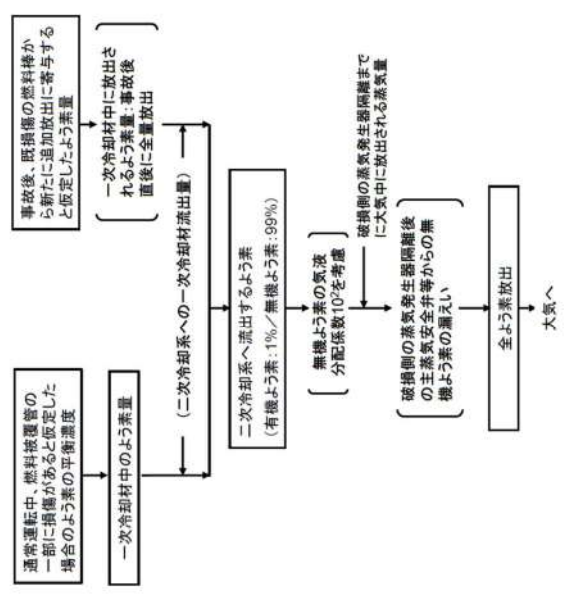 通常運転中、燃料被覆管の
一部に損傷があると仮定した
場合のよう素の平衡濃度
一次冷却材中のよう素量
事故後、既損傷の燃料棒か
ら新たに追加放出に寄与する
と仮定したよう素量
一次冷却材中に放出さ
れるよう素量:事故後
直後に全量放出
(二次冷却系への一次冷却材流出量)
二次冷却系へ流出するよう素
(有機よう素:1%/無機よう素:99%)
無機よう素の気液
分配係数10²を考慮
破損側の蒸気発生器隔離まで
に大気中に放出される蒸気量
破損側の蒸気発生器隔離後
の主蒸気安全弁等からの無
機よう素の漏えい
全よう素放出
大気へ